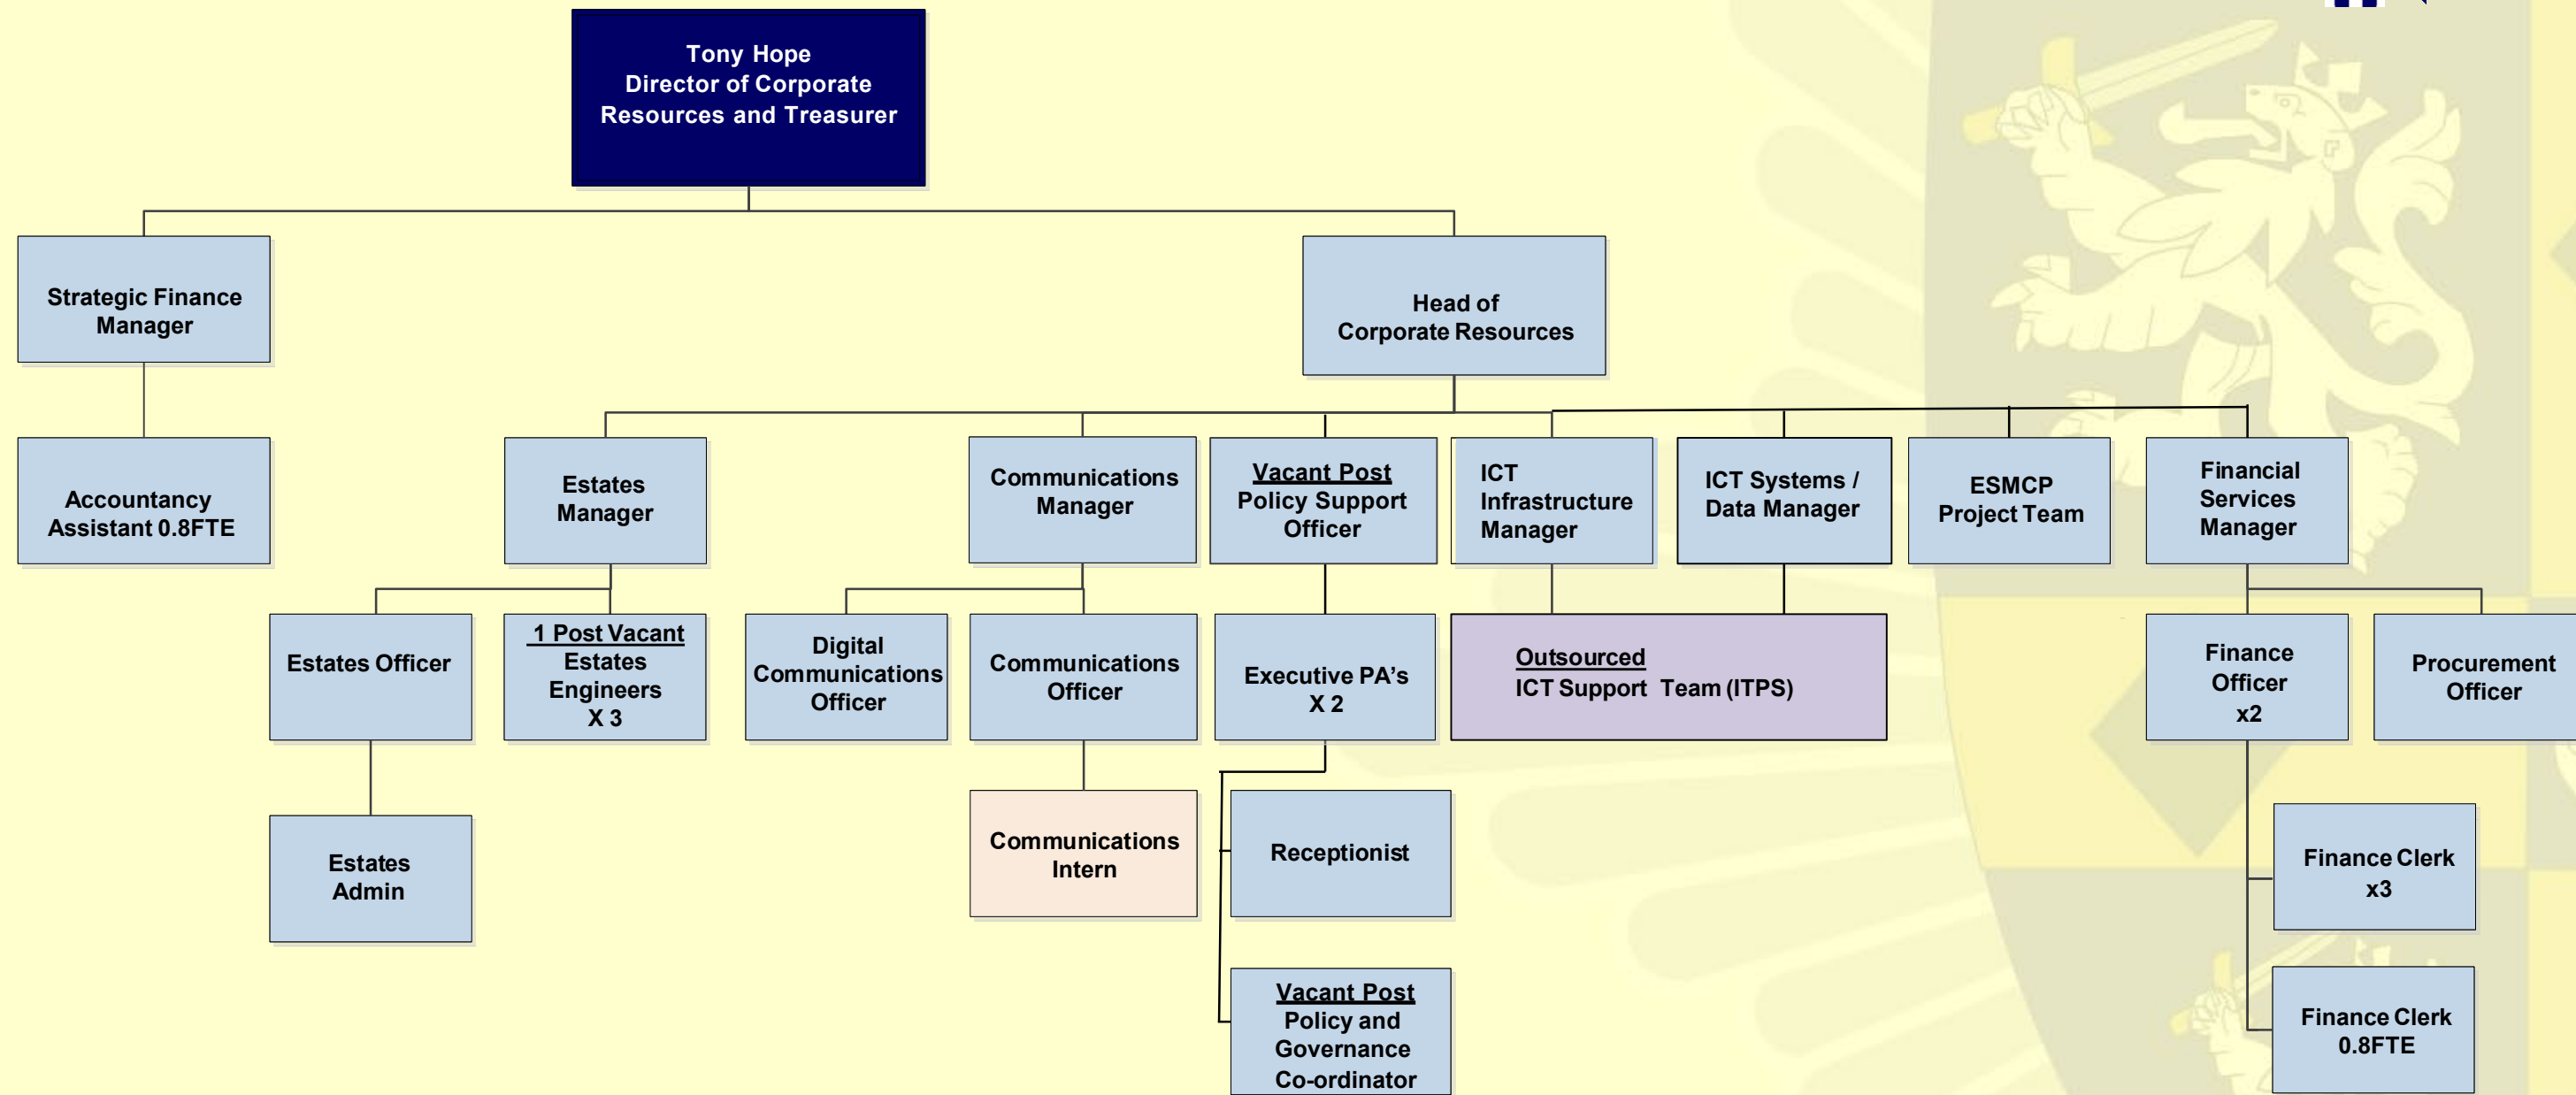 Tony Hope
Director of Corporate
Resources and Treasurer
Strategic Finance
Manager
Head of
Corporate Resources
Accountancy
Assistant 0.8FTE
Estates
Manager
Communications
Manager
Vacant Post
Policy Support
Officer
ICT
Infrastructure
Manager
ICT Systems /
Data Manager
ESMCP
Project Team
Financial
Services
Manager
Estates Officer
1 Post Vacant
Estates
Engineers
X 3
Digital
Communications
Officer
Communications
Officer
Executive PA’s
X 2
Outsourced
ICT Support Team (ITPS)
Finance
Officer
x2
Procurement
Officer
Estates
Admin
Communications
Intern
Receptionist
Finance Clerk
x3
Vacant Post
Policy and
Governance
Co-ordinator
Finance Clerk
0.8FTE